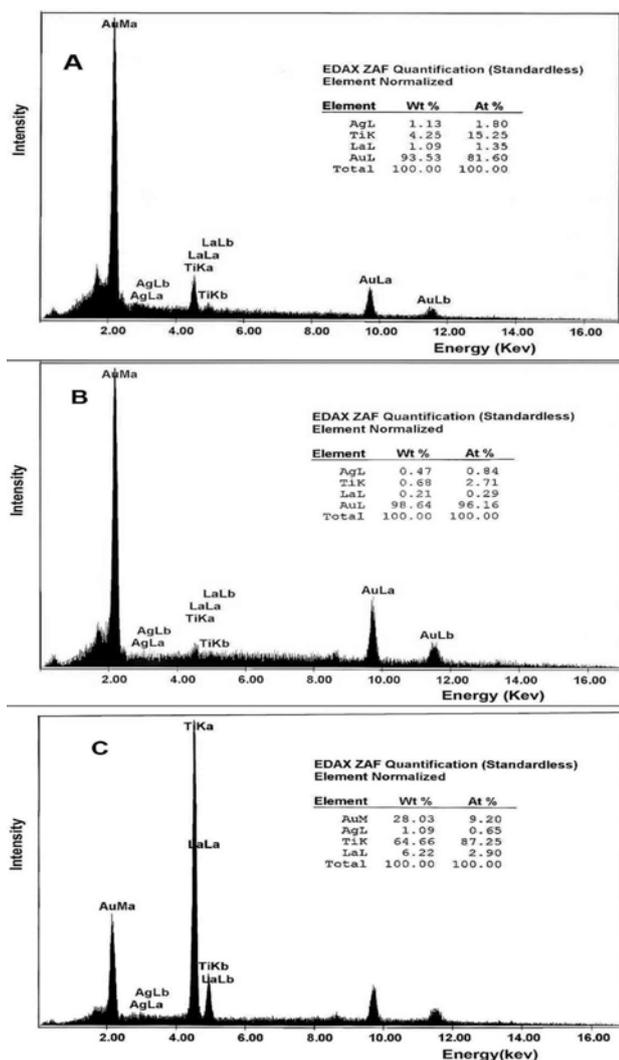 AuMa
A
EDAX ZAF Quantification (Standardless)
Element Normalized
Element Wt % At %
AgL 1.13 1.80
TiK 4.25 15.25
LaL 1.09 1.35
AuL 93.53 81.60
Total 100.00 100.00
Intensity
LaLb
LaLa
TiKa
AgLb
AgLa
TiKb
AuLa
AuLb
2.00 4.00 6.00 8.00 10.00 12.00 14.00 16.00
Energy (Kev)
AuMa
B
EDAX ZAF Quantification (Standardless)
Element Normalized
Element Wt % At %
AgL 0.47 0.84
TiK 0.68 2.71
LaL 0.21 0.29
AuL 98.64 96.16
Total 100.00 100.00
Intensity
LaLb
LaLa
TiKa
AgLb
AgLa
TiKb
AuLa
AuLb
2.00 4.00 6.00 8.00 10.00 12.00 14.00 16.00
Energy (Kev)
TiKa
C
EDAX ZAF Quantification (Standardless)
Element Normalized
Element Wt % At %
AuM 28.03 9.20
AgL 1.09 0.65
TiK 64.66 87.25
LaL 6.22 2.90
Total 100.00 100.00
Intensity
LaLa
AuMa
TiKb
LaLb
AgLb
AgLa
2.00 4.00 6.00 8.00 10.00 12.00 14.00 16.00
Energy(kev)